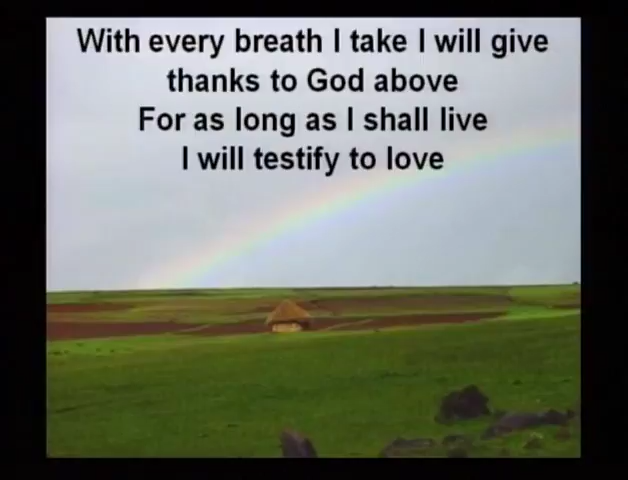 With every breath I take I will give
thanks to God above
For as long as I shall live
I will testify to love